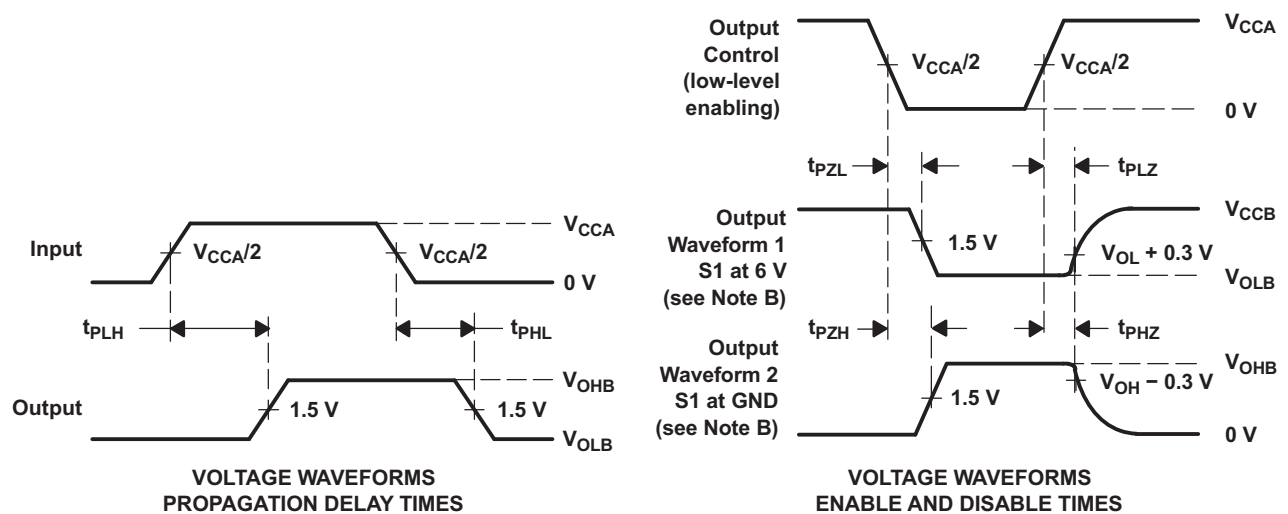 Input
V_CCA/2
V_CCA/2
V_CCA
0 V
t_PLH
t_PHL
Output
1.5 V
1.5 V
V_OHB
V_OLB
VOLTAGE WAVEFORMS
PROPAGATION DELAY TIMES
Output
Control
(low-level
enabling)
V_CCA/2
V_CCA/2
V_CCA
0 V
t_PZL
t_PLZ
Output
Waveform 1
S1 at 6 V
(see Note B)
1.5 V
V_CCB
V_OL + 0.3 V
V_OLB
t_PZH
t_PHZ
Output
Waveform 2
S1 at GND
(see Note B)
1.5 V
V_OHB
V_OH − 0.3 V
0 V
VOLTAGE WAVEFORMS
ENABLE AND DISABLE TIMES